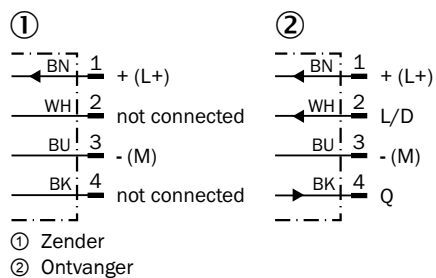 ① ②
BN 1 + (L+)
WH 2 not connected
BU 3 - (M)
BK 4 not connected
BN 1 + (L+)
WH 2 L/D
BU 3 - (M)
BK 4 Q
① Zender
② Ontvanger